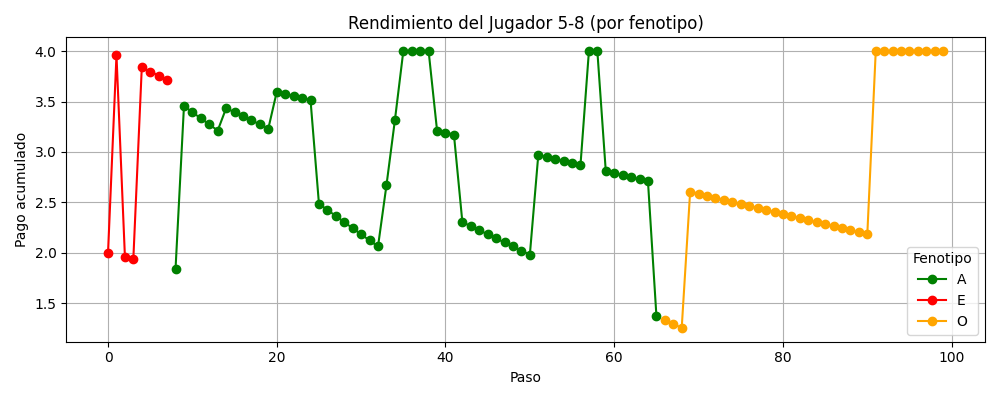 Rendimiento del Jugador 5-8 (por fenotipo)
Pago acumulado
4.0
3.5
3.0
2.5
2.0
1.5
0
20
40
60
80
100
Paso
Fenotipo
A
E
O